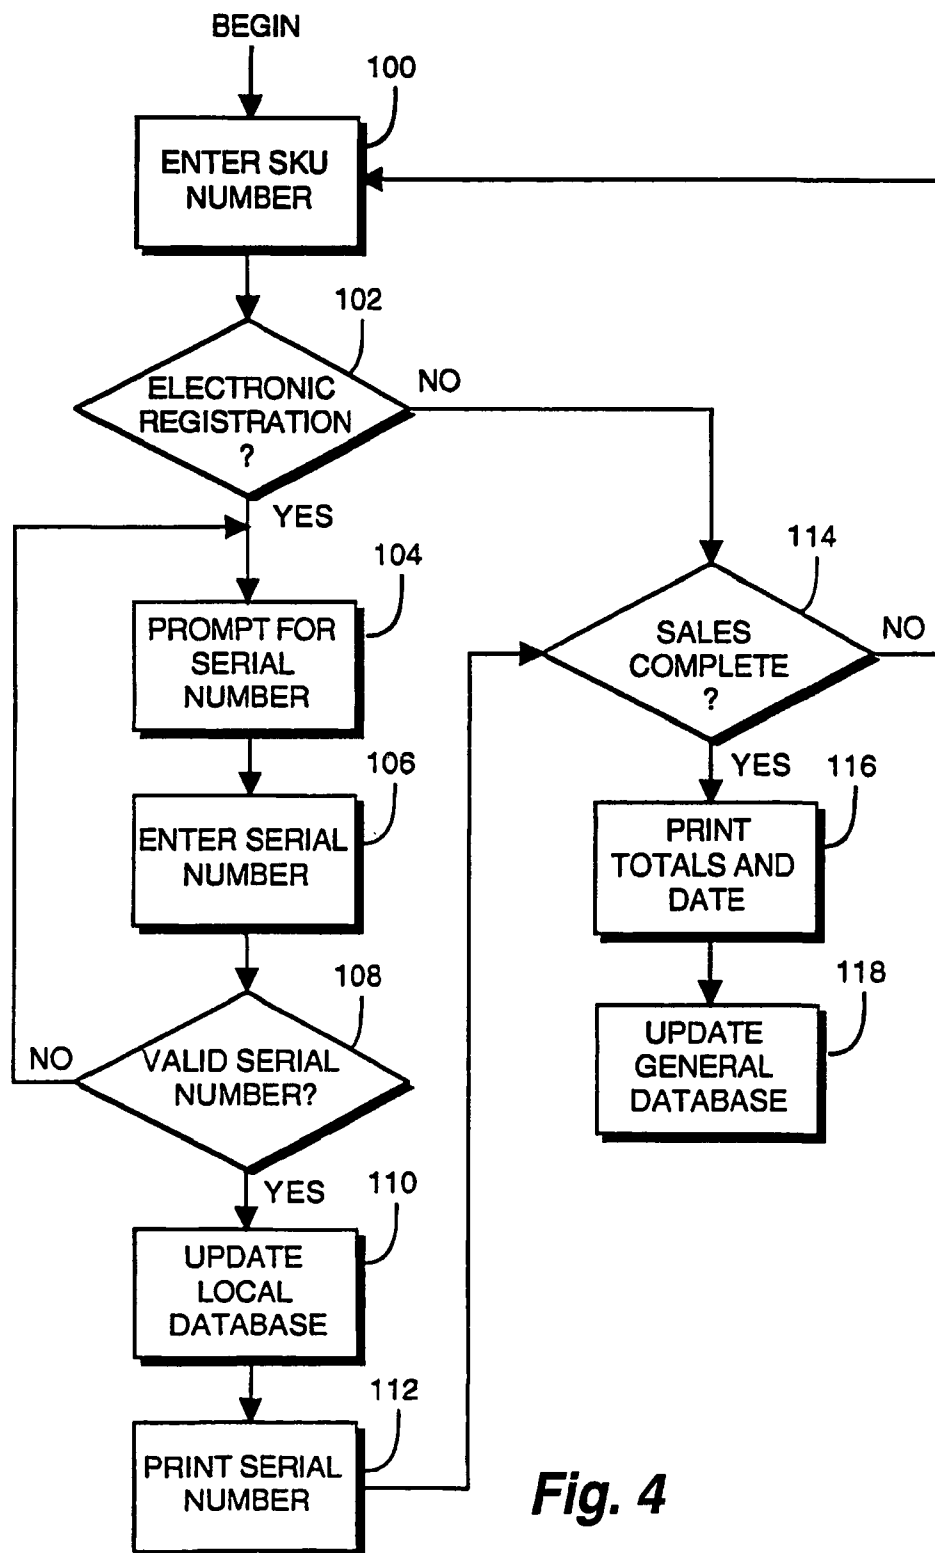 BEGIN
100
ENTER SKU
NUMBER
102
ELECTRONIC
REGISTRATION
?
NO
YES
104
PROMPT FOR
SERIAL
NUMBER
106
ENTER SERIAL
NUMBER
108
VALID SERIAL
NUMBER?
NO
YES
110
UPDATE
LOCAL
DATABASE
112
PRINT SERIAL
NUMBER
114
SALES
COMPLETE
?
NO
YES
116
PRINT
TOTALS AND
DATE
118
UPDATE
GENERAL
DATABASE
Fig. 4